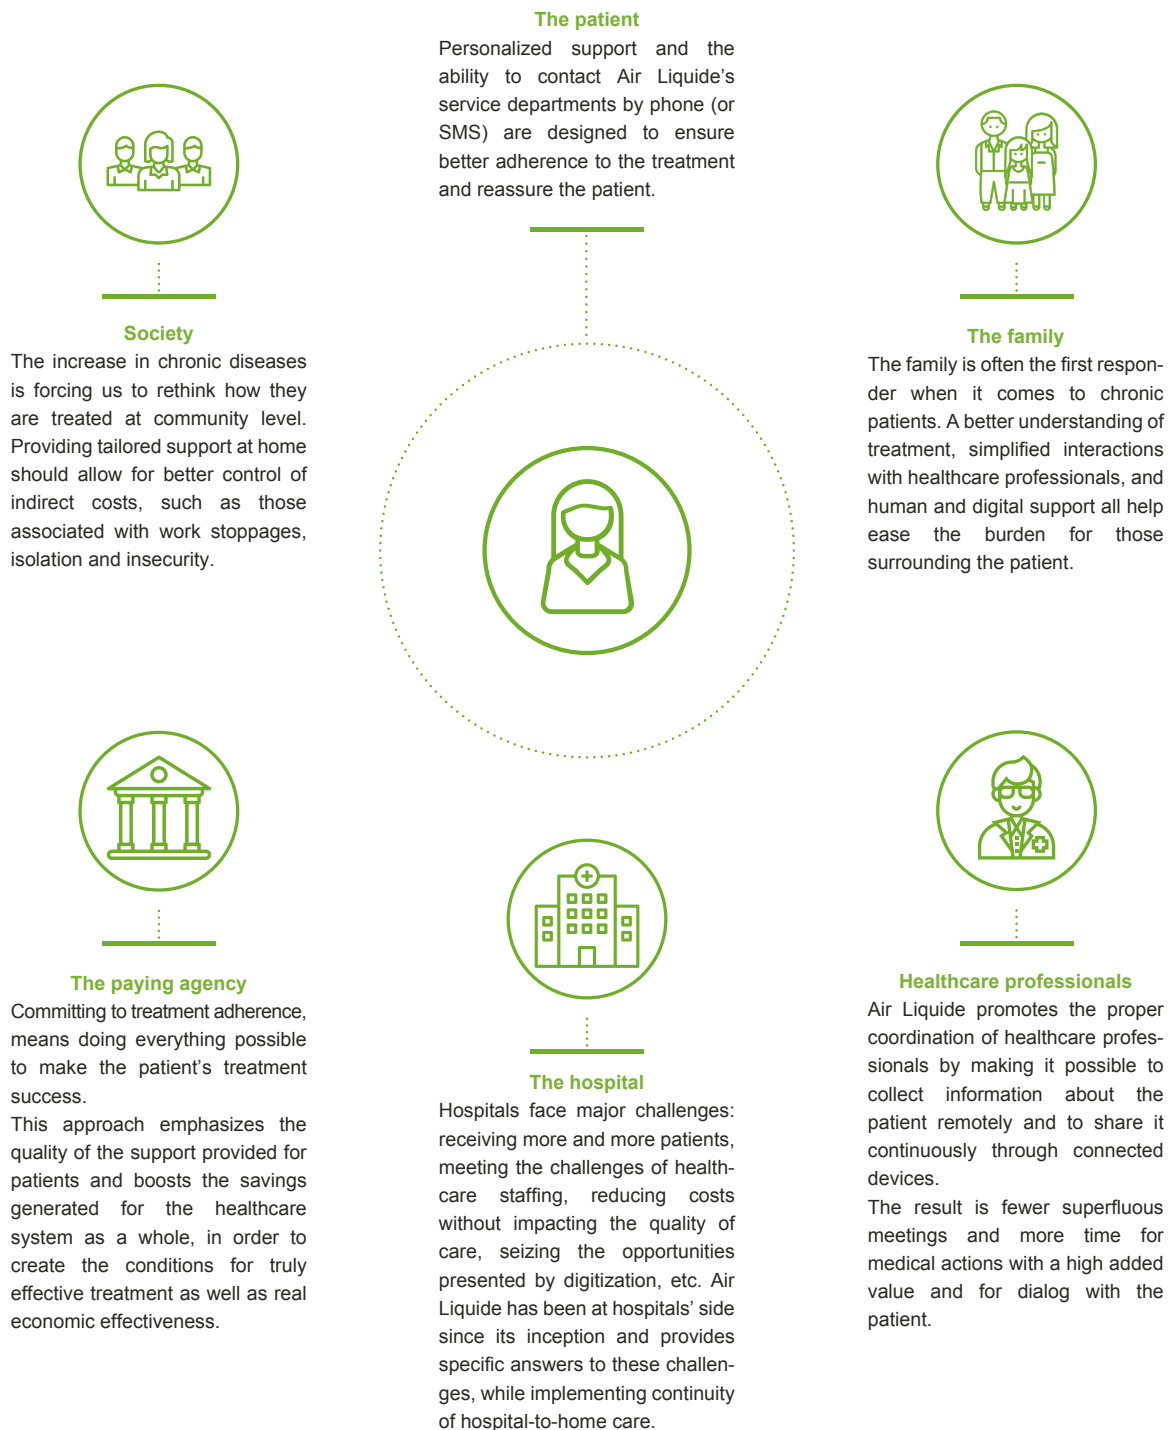 The patient
Personalized support and the
ability to contact Air Liquide’s
service departments by phone (or
SMS) are designed to ensure
better adherence to the treatment
and reassure the patient.
Society
The increase in chronic diseases
is forcing us to rethink how they
are treated at community level.
Providing tailored support at home
should allow for better control of
indirect costs, such as those
associated with work stoppages,
isolation and insecurity.
The family
The family is often the first respon-
der when it comes to chronic
patients. A better understanding of
treatment, simplified interactions
with healthcare professionals, and
human and digital support all help
ease the burden for those
surrounding the patient.
The paying agency
Committing to treatment adherence,
means doing everything possible
to make the patient’s treatment
success.
This approach emphasizes the
quality of the support provided for
patients and boosts the savings
generated for the healthcare
system as a whole, in order to
create the conditions for truly
effective treatment as well as real
economic effectiveness.
The hospital
Hospitals face major challenges:
receiving more and more patients,
meeting the challenges of health-
care staffing, reducing costs
without impacting the quality of
care, seizing the opportunities
presented by digitization, etc. Air
Liquide has been at hospitals’ side
since its inception and provides
specific answers to these challen-
ges, while implementing continuity
of hospital-to-home care.
Healthcare professionals
Air Liquide promotes the proper
coordination of healthcare profes-
sionals by making it possible to
collect information about the
patient remotely and to share it
continuously through connected
devices.
The result is fewer superfluous
meetings and more time for
medical actions with a high added
value and for dialog with the
patient.